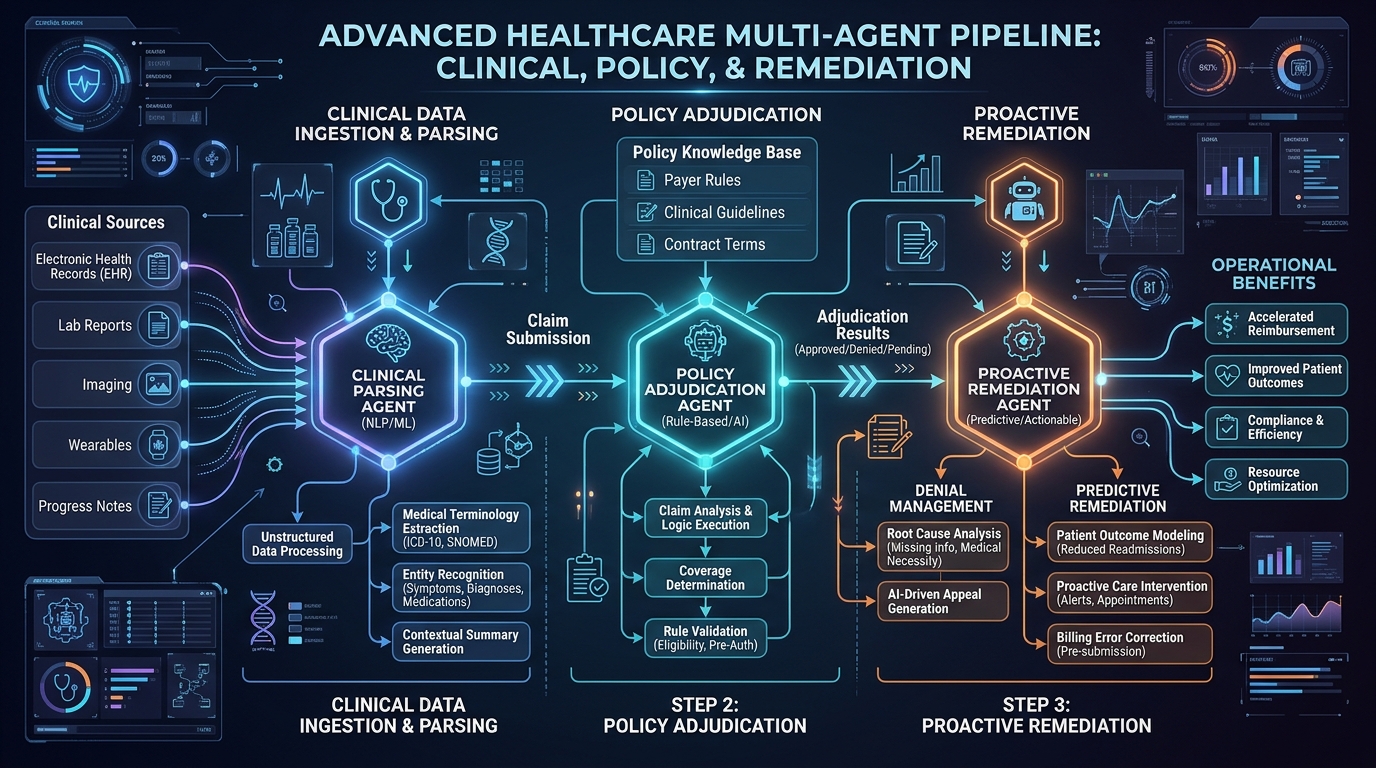 ADVANCED HEALTHCARE MULTI-AGENT PIPELINE:
CLINICAL, POLICY, & REMEDIATION
CLINICAL DATA
INGESTION & PARSING
POLICY ADJUDICATION
PROACTIVE
REMEDIATION
Policy Knowledge Base
Payer Rules
Clinical Guidelines
Contract Terms
20%
Clinical Sources
Electronic Health
Records (EHR)
Lab Reports
Imaging
Wearables
Progress Notes
CLINICAL
PARSING
AGENT
(NLP/ML)
Claim
Submission
POLICY
ADJUDICATION
AGENT
(Rule-Based/AI)
Adjudication
Results
(Approved/Denied/Pending)
PROACTIVE
REMEDIATION
AGENT
(Predictive/Actionable)
OPERATIONAL
BENEFITS
Accelerated
Reimbursement
Improved Patient
Outcomes
Compliance &
Efficiency
Resource
Optimization
Unstructured
Data Processing
Medical Terminology
Extraction
(ICD-10, SNOMED)
Entity Recognition
(Symptoms, Diagnoses,
Medications)
Contextual Summary
Generation
Claim Analysis &
Logic Execution
Coverage
Determination
Rule Validation
(Eligibility, Pre-Auth)
DENIAL
MANAGEMENT
Root Cause Analysis
(Missing info, Medical
Necessily)
AI-Driven Appeal
Generation
PREDICTIVE
REMEDIATION
Patient Outcome Modeling
(Reduced Readmissions)
Proactive Care Intervention
(Alerts, Appointments)
Billing Error Correction
(Pre-submission)
CLINICAL DATA
INGESTION & PARSING
STEP 2:
POLICY ADJUDICATION
STEP 3:
PROACTIVE REMEDIATION